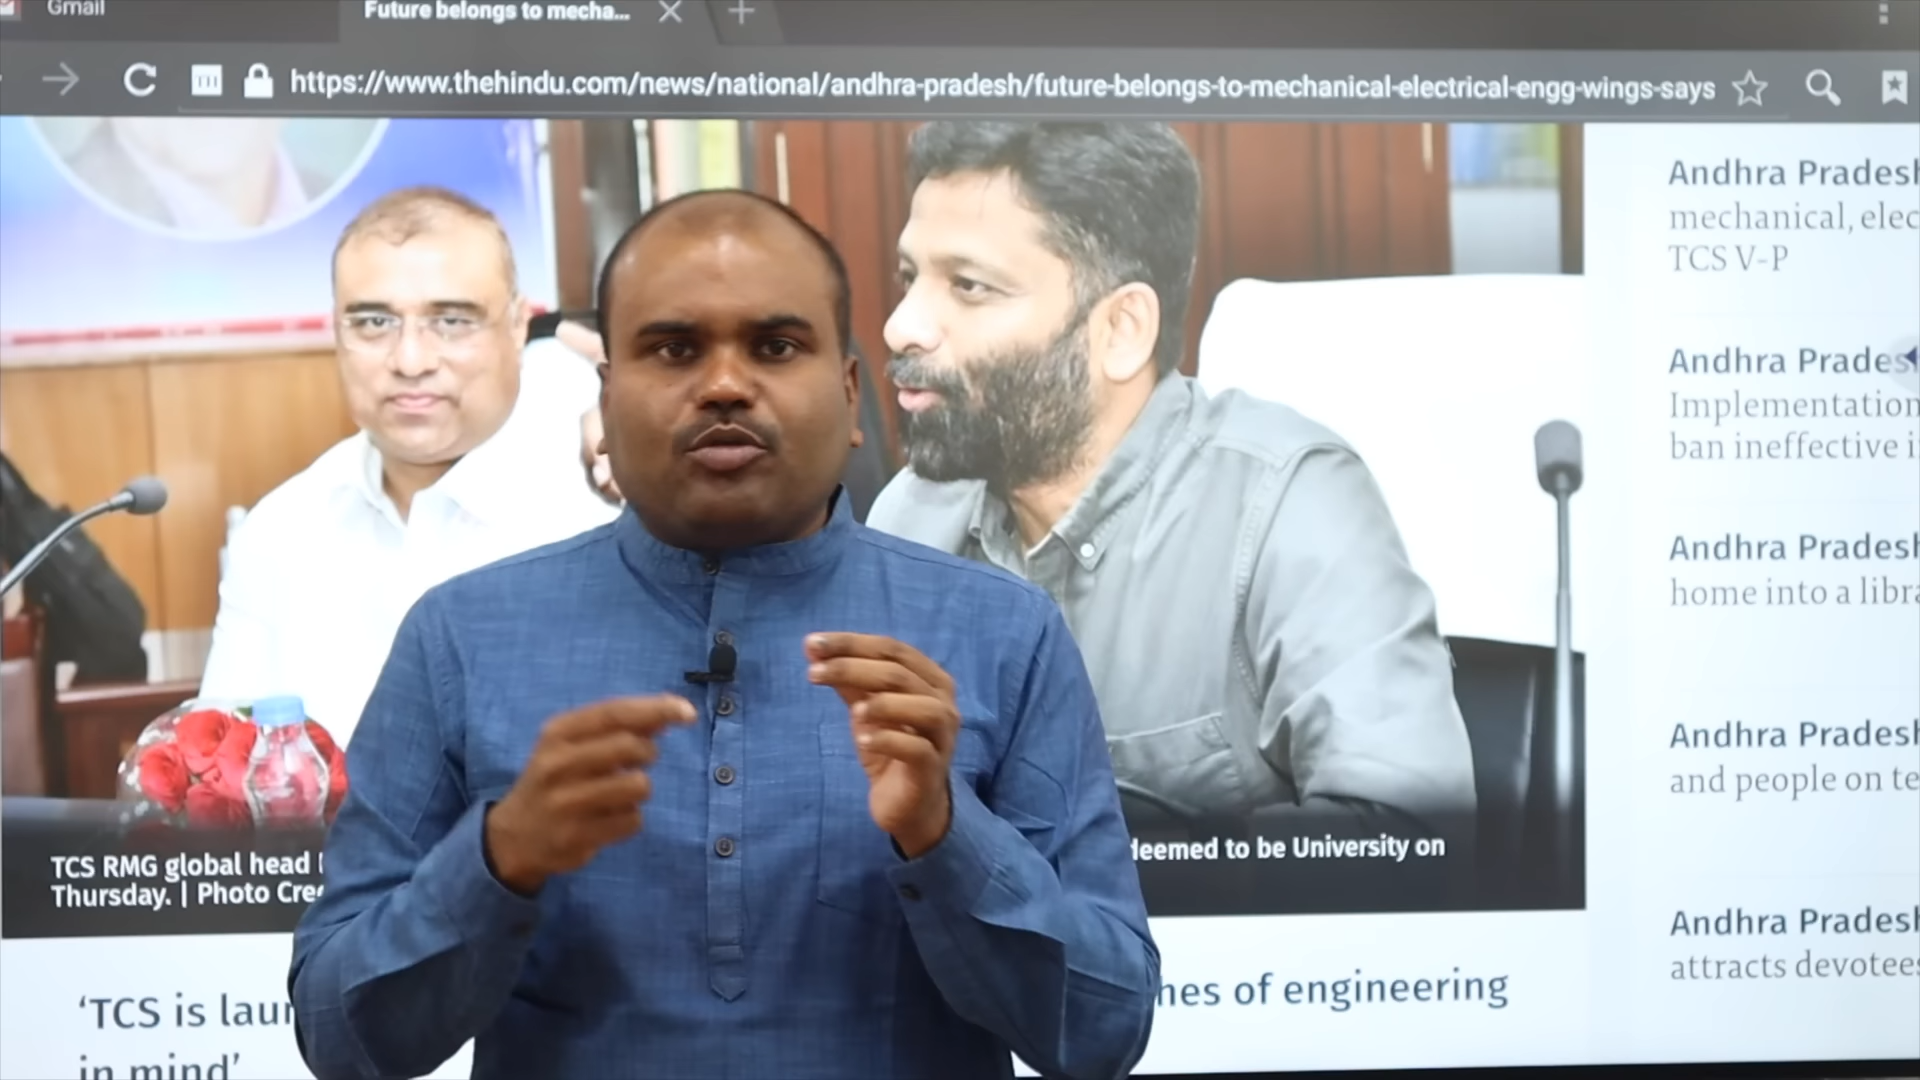 Gmail
Future belongs to mecha...
https://www.thehindu.com/news/national/andhra-pradesh/future-belongs-to-mechanical-electrical-engg-wings-says
Andhra Pradesh
mechanical, elec
TCS V-P
Andhra Prades
Implementation
ban ineffective i
Andhra Pradesh
home into a libra
Andhra Pradesh
and people on te
Andhra Pradesh
attracts devotees
TCS RMG global head
deemed to be University on
Thursday. | Photo Cre
'TCS is laun
hes of engineering
in mind'